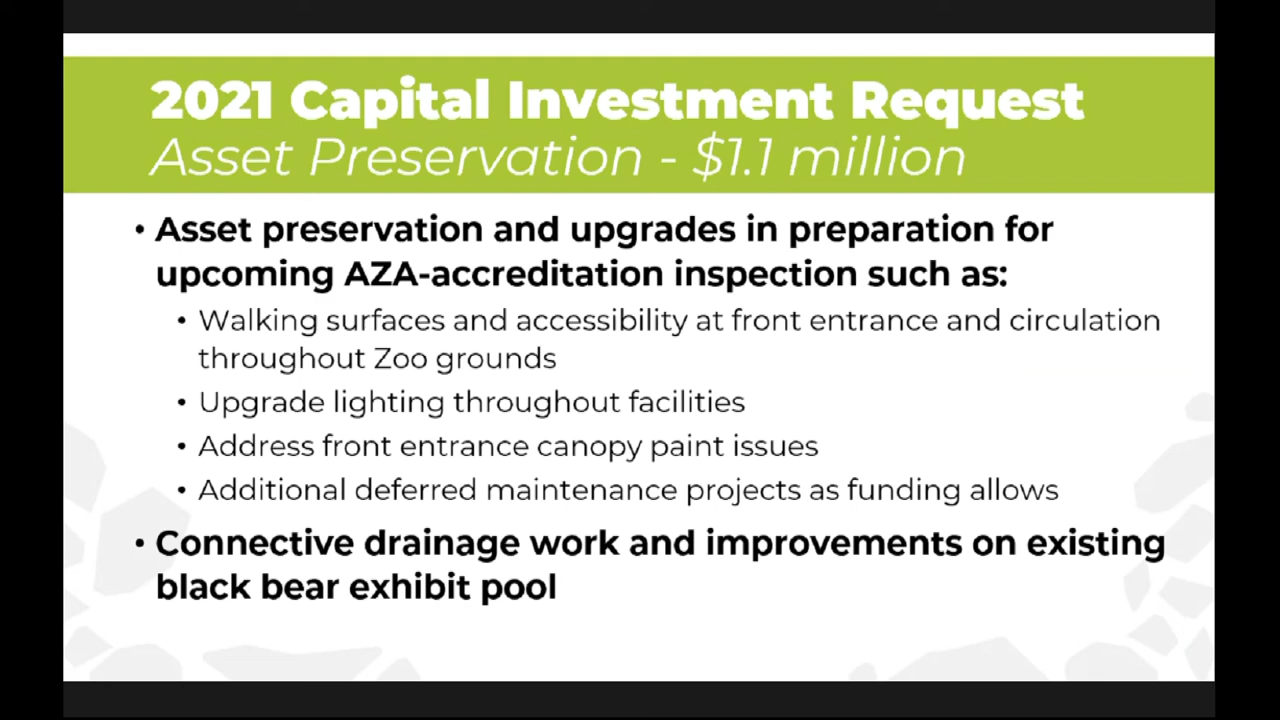 2021 Capital Investment Request
Asset Preservation - $1.1 million
• Asset preservation and upgrades in preparation for
upcoming AZA-accreditation inspection such as:
• Walking surfaces and accessibility at front entrance and circulation
throughout Zoo grounds
• Upgrade lighting throughout facilities
• Address front entrance canopy paint issues
• Additional deferred maintenance projects as funding allows
• Connective drainage work and improvements on existing
black bear exhibit pool